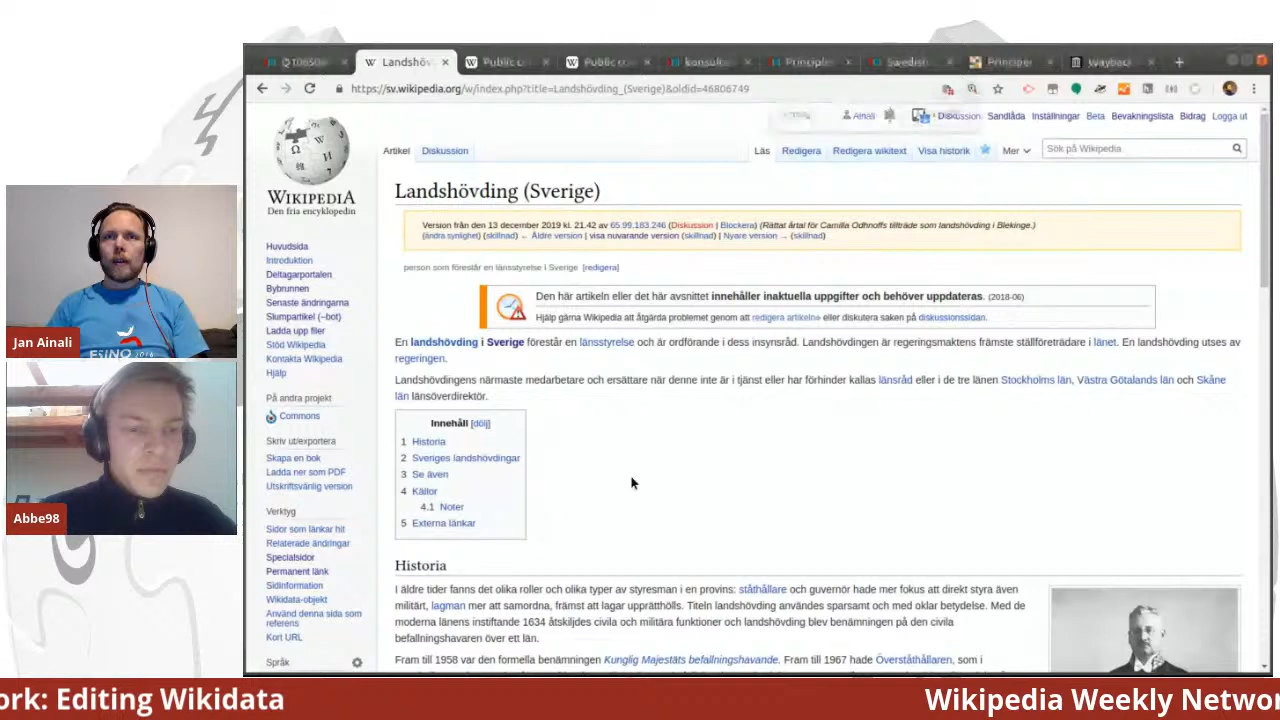 Landshöv
Public c
Public c
konsul
Principle
Swedish
Principer
Wayback
https://sv.wikipedia.org/w/index.php?title=Landshövding_(Sverige)&oldid=46806749
Ainali Diskussion Sandlåda Inställningar Beta Bevakningslista Bidrag Logga ut
Artikel Diskussion Läs Redigera Redigera wikitext Visa historik Mer Sök på Wikipedia
WIKIPEDIA
Den fria encyklopedin
Landshövding (Sverige)
Version från den 13 december 2019 kl. 21.42 av 65.99.183.246 (Diskussion | Blockera) (Rättat årtal för Camilla Odhnoffs tillträde som landshövding i Blekinge.)
(ändra synlighet) (skillnad) ← Äldre version | visa nuvarande version (skillnad) | Nyare version → (skillnad)
person som förestår en länsstyrelse i Sverige [redigera]
Den här artikeln eller det här avsnittet innehåller inaktuella uppgifter och behöver uppdateras. (2018-06)
Hjälp gärna Wikipedia att åtgärda problemet genom att redigera artikeln» eller diskutera saken på diskussionssidan.
En landshövding i Sverige förestår en länsstyrelse och är ordförande i dess insynsråd. Landshövdingen är regeringsmaktens främste ställföreträdare i länet. En landshövding utses av
regeringen.
Landshövdingens närmaste medarbetare och ersättare när denne inte är i tjänst eller har förhinder kallas länsråd eller i de tre länen Stockholms län, Västra Götalands län och Skåne
län länsöverdirektör.
Innehåll [dölj]
1 Historia
2 Sveriges landshövdingar
3 Se även
4 Källor
4.1 Noter
5 Externa länkar
Historia
I äldre tider fanns det olika roller och olika typer av styresman i en provins: ståthållare och guvernör hade mer fokus att direkt styra även
militärt, lagman mer att samordna, främst att lagar upprätthölls. Titeln landshövding användes sparsamt och med oklar betydelse. Med de
moderna länens instiftande 1634 åtskiljdes civila och militära funktioner och landshövding blev benämningen på den civila
befallningshavaren över ett län.
Fram till 1958 var den formella benämningen Kunglig Majestäts befallningshavande. Fram till 1967 hade Överståthållaren, som i
Huvudsida
Introduktion
Deltagarportalen
Bybrunnen
Senaste ändringarna
Slumpartikel (–bot)
Ladda upp filer
Stöd Wikipedia
Kontakta Wikipedia
Hjälp
På andra projekt
Commons
Skriv ut/exportera
Skapa en bok
Ladda ner som PDF
Utskriftsvänlig version
Verktyg
Sidor som länkar hit
Relaterade ändringar
Specialsidor
Permanent länk
Sidinformation
Wikidata-objekt
Använd denna sida som
referens
Kort URL
Språk
Jan Ainali
ESINO 2016
Abbe98
ork: Editing Wikidata
Wikipedia Weekly Networ